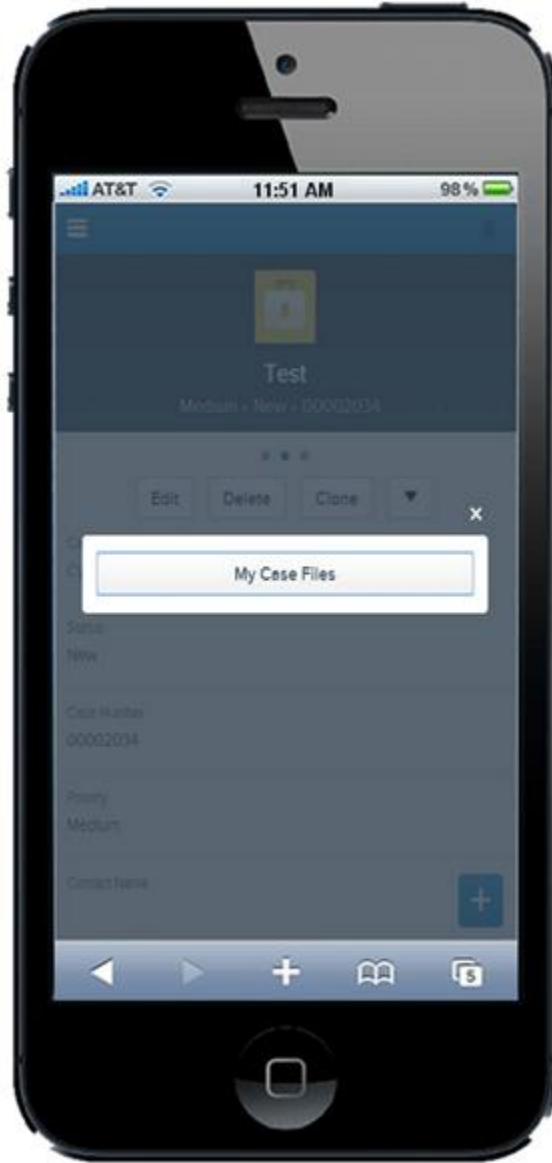 AT&T 11:51 AM 98%
Test
Medium • New • 00002034
Edit Delete Clone ▼
x
My Case Files
Status
New
Case Number
00002034
Priority
Medium
Contact Name
+
5